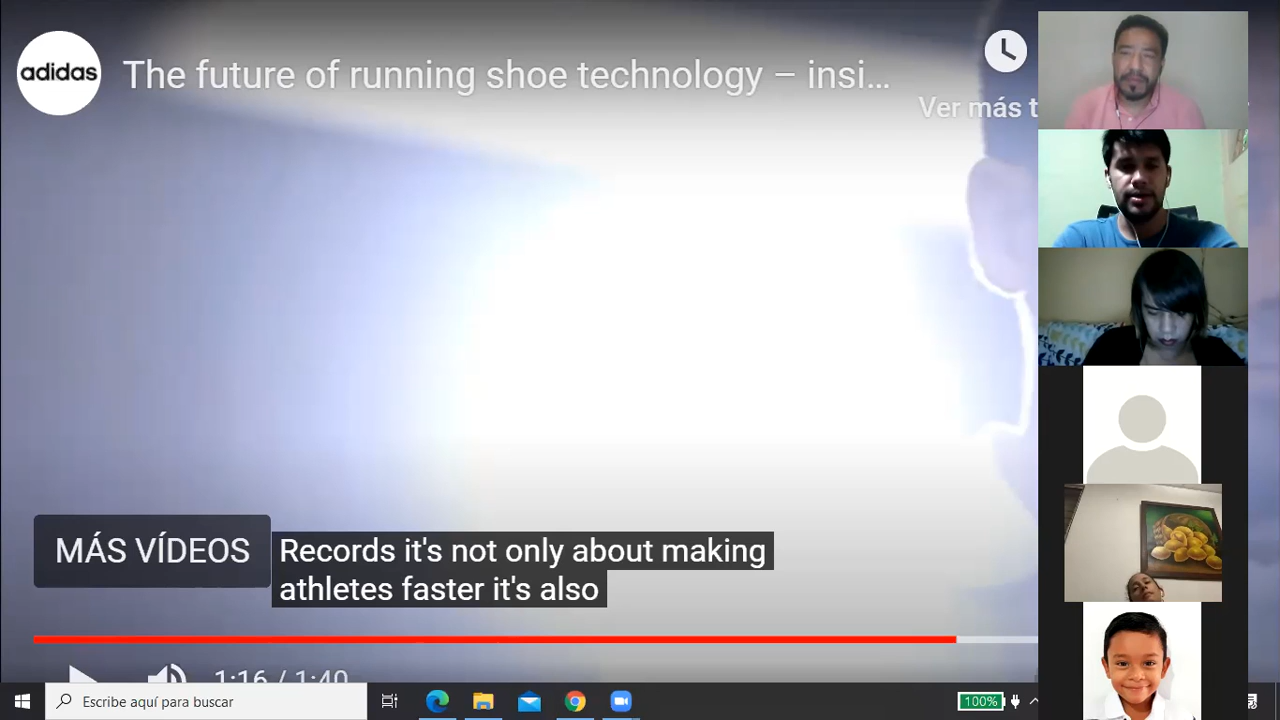 adidas
The future of running shoe technology – insi...
Ver más t
MÁS VÍDEOS
Records it's not only about making
athletes faster it's also
1:16 / 1:40
Escribe aquí para buscar
100%